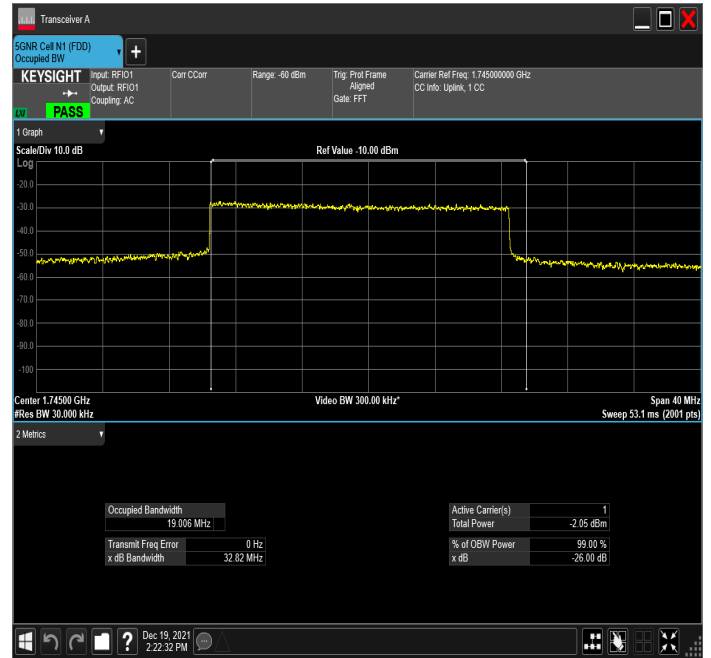 Transceiver A
5GNR Cell N1 (FDD)
Occupied BW
KEYSIGHT
Input: RFIO1
Output: RFIO1
Coupling: AC
Corr CCorr
Range: -60 dBm
Trig: Prot Frame
Aligned
Gate: FFT
Carrier Ref Freq: 1.745000000 GHz
CC Info: Uplink, 1 CC
LXI
PASS
1 Graph
Scale/Div 10.0 dB
Ref Value -10.00 dBm
Log
-20.0
-30.0
-40.0
-50.0
-60.0
-70.0
-80.0
-90.0
-100
Center 1.74500 GHz
Video BW 300.00 kHz*
Span 40 MHz
#Res BW 30.000 kHz
Sweep 53.1 ms (2001 pts)
2 Metrics
Occupied Bandwidth
19.006 MHz
Transmit Freq Error 0 Hz
x dB Bandwidth 32.82 MHz
Active Carrier(s) 1
Total Power -2.05 dBm
% of OBW Power 99.00 %
x dB -26.00 dB
Dec 19, 2021
2:22:32 PM